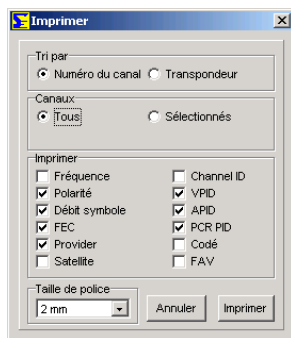 Imprimer
Tri par
Numéro du canal Transpondeur
Canaux
Tous Sélectionnés
Imprimer
Fréquence Channel ID
Polarité VPID
Débit symbole APID
FEC PCR PID
Provider Codé
Satellite FAV
Taille de police
2 mm Annuler Imprimer